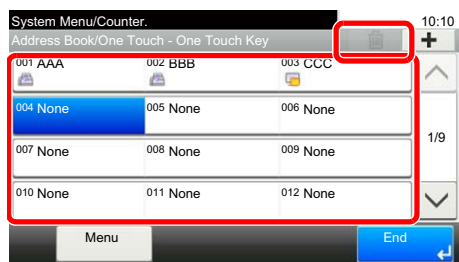 System Menu/Counter. 10:10
Address Book/One Touch - One Touch Key
001 AAA 002 BBB 003 CCC
004 None 005 None 006 None
1/9
007 None 008 None 009 None
010 None 011 None 012 None
Menu End